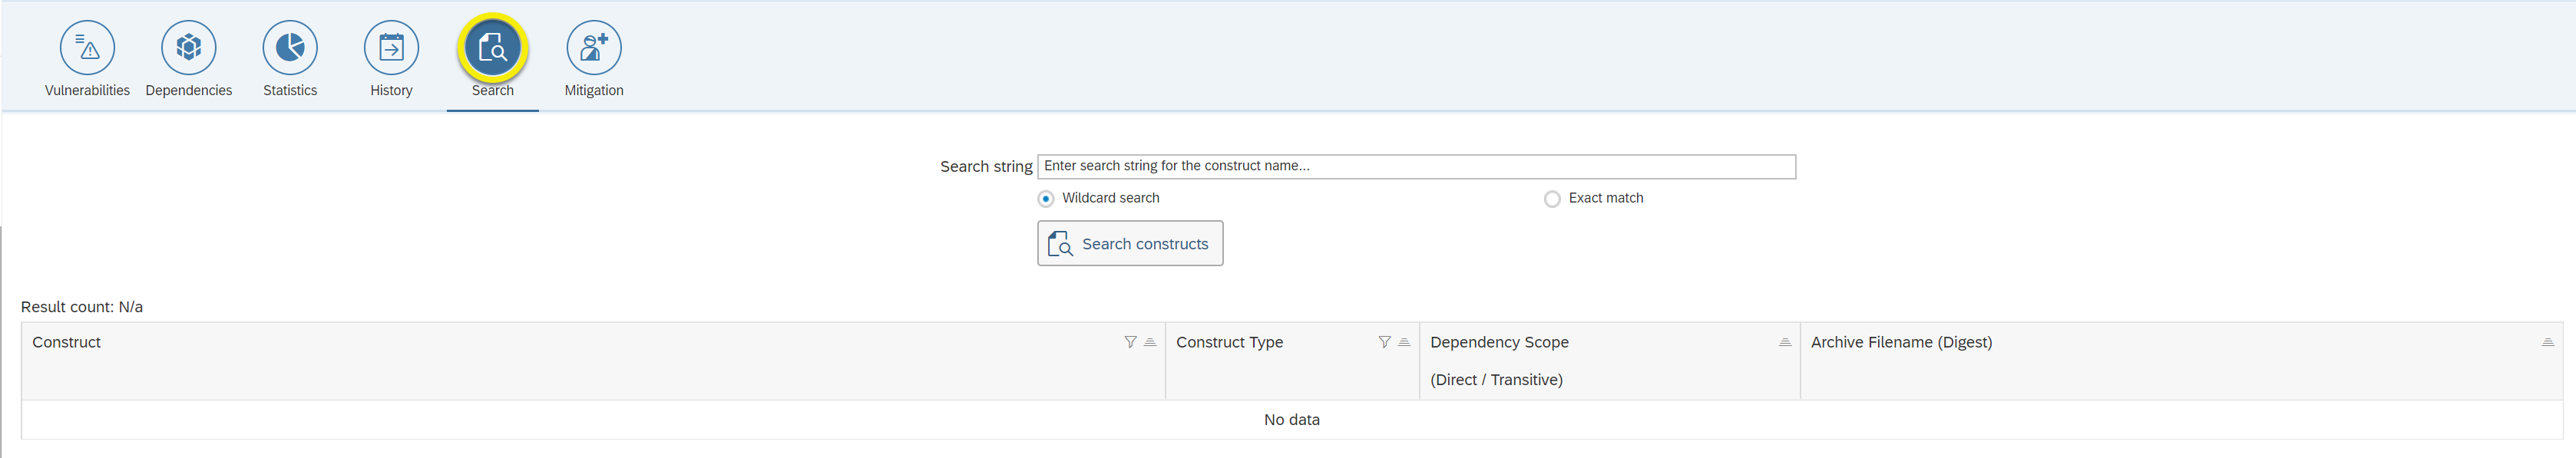 Vulnerabilities Dependencies Statistics History Search Mitigation
Search string Enter search string for the construct name...
Wildcard search Exact match
Search constructs
Result count: N/a
Construct Construct Type Dependency Scope Archive Filename (Digest)
(Direct / Transitive)
No data